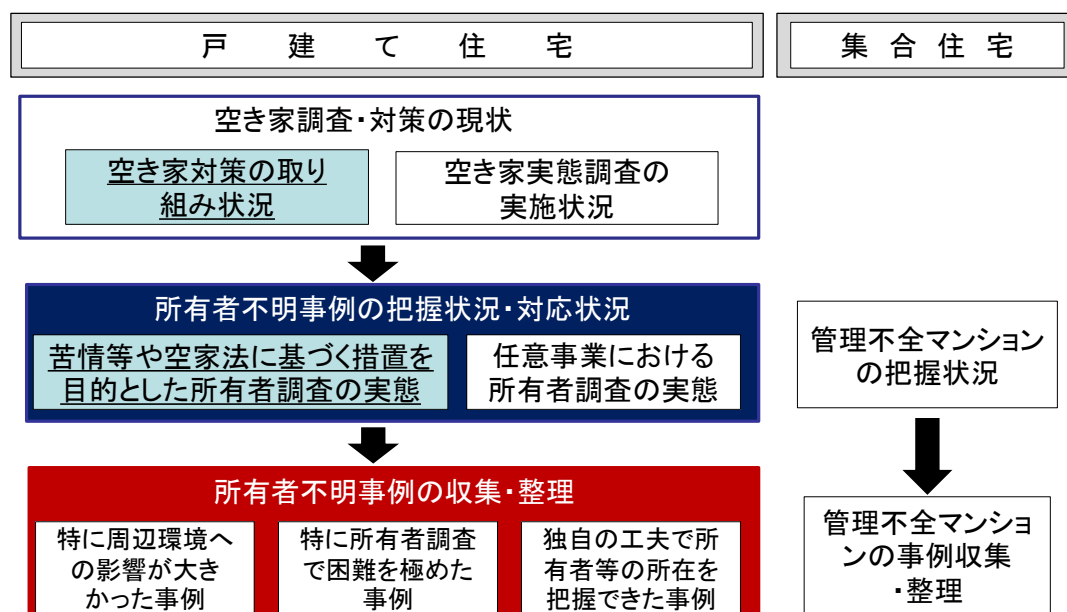 戸建て住宅
集合住宅
空き家調査・対策の現状
空き家対策の取り
組み状況
空き家実態調査の
実施状況
所有者不明事例の把握状況・対応状況
苦情等や空家法に基づく措置を
目的とした所有者調査の実態
任意事業における
所有者調査の実態
管理不全マンション
の把握状況
所有者不明事例の収集・整理
特に周辺環境へ
の影響が大き
かった事例
特に所有者調査
で困難を極めた
事例
独自の工夫で所
有者等の所在を
把握できた事例
管理不全マンショ
ンの事例収集
・整理